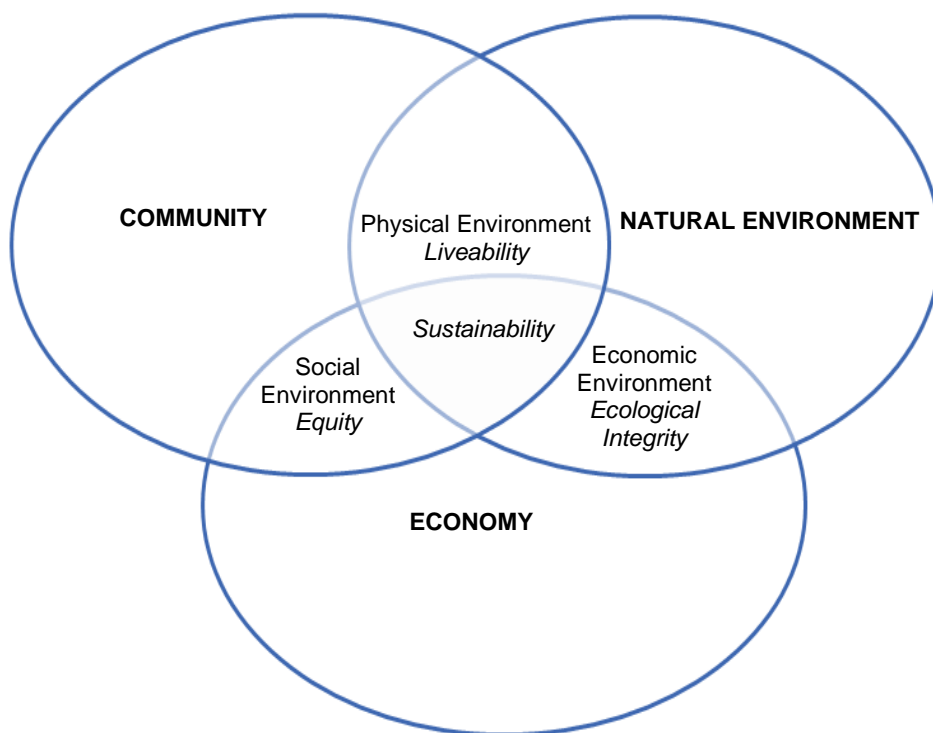 COMMUNITY
Physical Environment
Liveability
NATURAL ENVIRONMENT
Sustainability
Social
Environment
Equity
Economic
Environment
Ecological
Integrity
ECONOMY